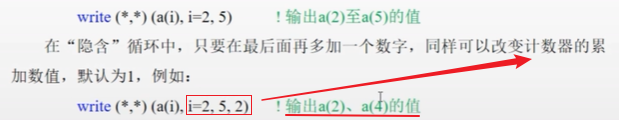 write (*,*) (a(i), i=2, 5) ! 输出a(2)至a(5)的值
在“隐含”循环中，只要在最后面再多加一个数字，同样可以改变计数器的累
加数值，默认为1，例如：
write (*,*) (a(i), i=2, 5, 2) ! 输出a(2)、a(4)的值